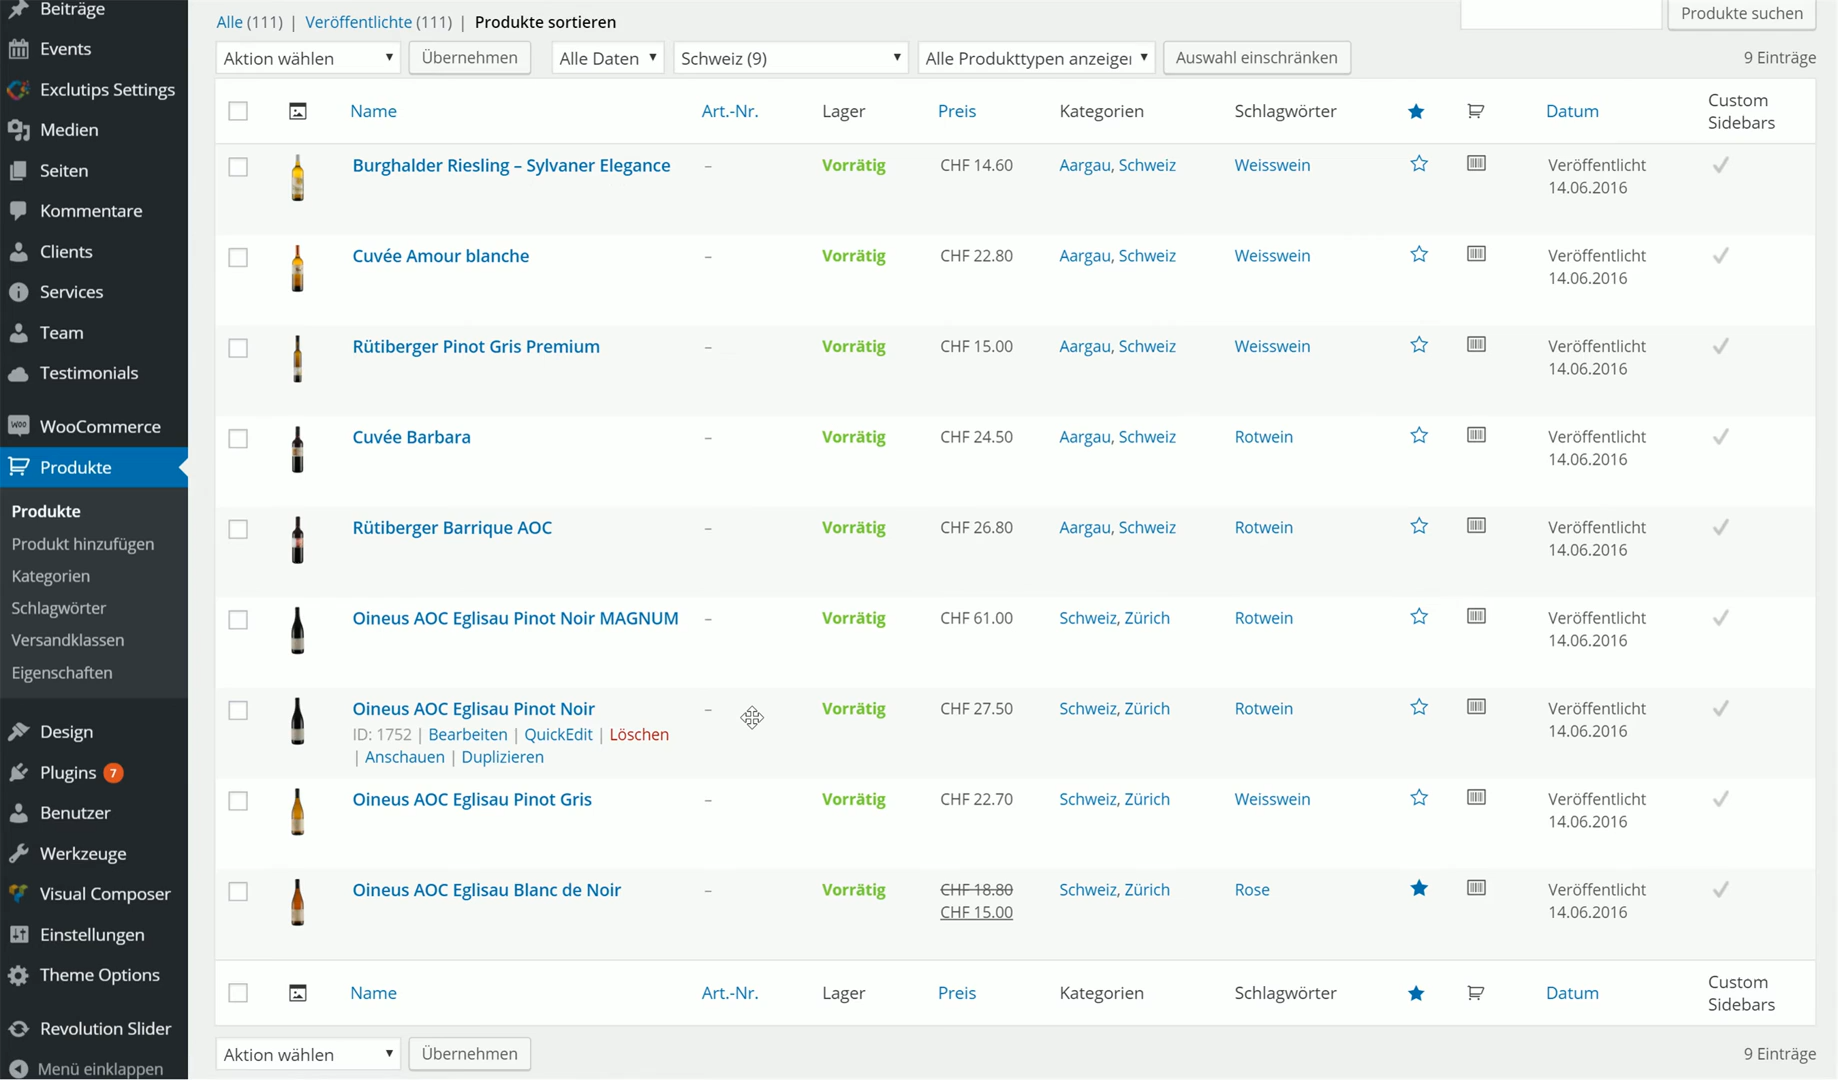 Beiträge
Events
Exclutips Settings
Medien
Seiten
Kommentare
Clients
Services
Team
Testimonials
WooCommerce
Produkte
Produkte
Produkt hinzufügen
Kategorien
Schlagwörter
Versandklassen
Eigenschaften
Design
Plugins 7
Benutzer
Werkzeuge
Visual Composer
Einstellungen
Theme Options
Revolution Slider
Menü einklappen
Alle (111) | Veröffentlichte (111) | Produkte sortieren
Produkte suchen
Aktion wählen Übernehmen Alle Daten Schweiz (9) Alle Produkttypen anzeiger Auswahl einschränken 9 Einträge
Name Art.-Nr. Lager Preis Kategorien Schlagwörter Datum Custom
Sidebars
Burghalder Riesling – Sylvaner Elegance – Vorrätig CHF 14.60 Aargau, Schweiz Weisswein Veröffentlicht
14.06.2016
Cuvée Amour blanche – Vorrätig CHF 22.80 Aargau, Schweiz Weisswein Veröffentlicht
14.06.2016
Rütiberger Pinot Gris Premium – Vorrätig CHF 15.00 Aargau, Schweiz Weisswein Veröffentlicht
14.06.2016
Cuvée Barbara – Vorrätig CHF 24.50 Aargau, Schweiz Rotwein Veröffentlicht
14.06.2016
Rütiberger Barrique AOC – Vorrätig CHF 26.80 Aargau, Schweiz Rotwein Veröffentlicht
14.06.2016
Oineus AOC Eglisau Pinot Noir MAGNUM – Vorrätig CHF 61.00 Schweiz, Zürich Rotwein Veröffentlicht
14.06.2016
Oineus AOC Eglisau Pinot Noir – Vorrätig CHF 27.50 Schweiz, Zürich Rotwein Veröffentlicht
ID: 1752 | Bearbeiten | QuickEdit | Löschen 14.06.2016
| Anschauen | Duplizieren
Oineus AOC Eglisau Pinot Gris – Vorrätig CHF 22.70 Schweiz, Zürich Weisswein Veröffentlicht
14.06.2016
Oineus AOC Eglisau Blanc de Noir – Vorrätig CHF 18.80 Schweiz, Zürich Rose Veröffentlicht
CHF 15.00 14.06.2016
Name Art.-Nr. Lager Preis Kategorien Schlagwörter Datum Custom
Sidebars
Aktion wählen Übernehmen 9 Einträge